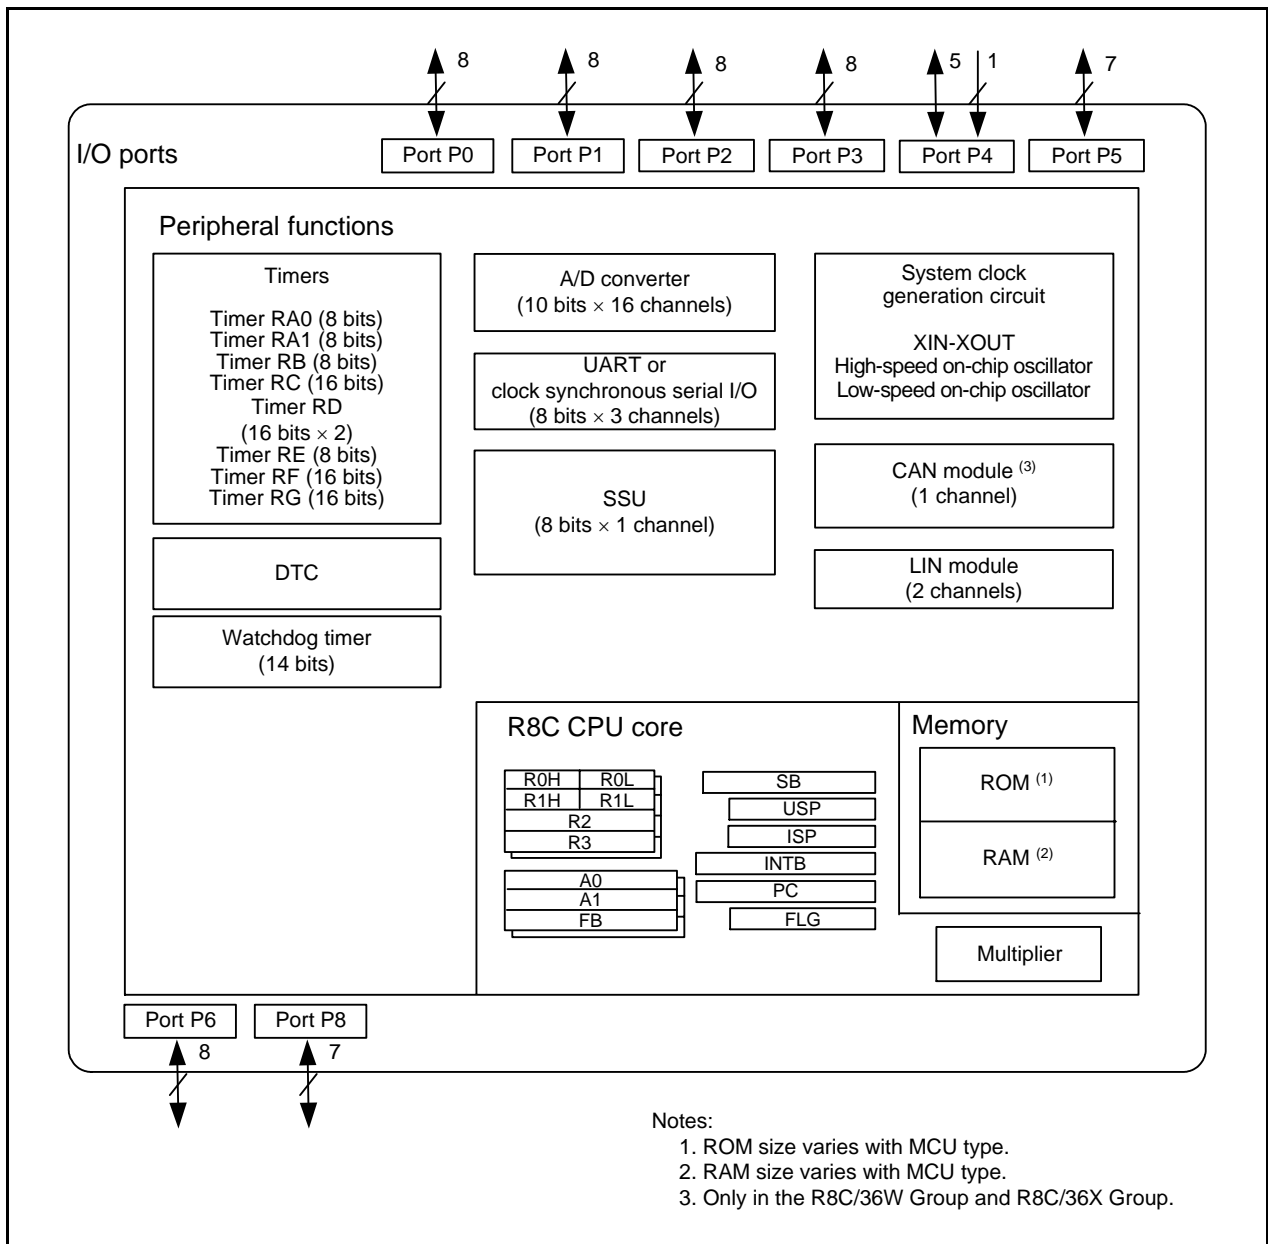 8
8
8
8
5
1
7
I/O ports
Port P0
Port P1
Port P2
Port P3
Port P4
Port P5
Peripheral functions
Timers
Timer RA0 (8 bits)
Timer RA1 (8 bits)
Timer RB (8 bits)
Timer RC (16 bits)
Timer RD
(16 bits × 2)
Timer RE (8 bits)
Timer RF (16 bits)
Timer RG (16 bits)
DTC
Watchdog timer
(14 bits)
A/D converter
(10 bits × 16 channels)
UART or
clock synchronous serial I/O
(8 bits × 3 channels)
SSU
(8 bits × 1 channel)
System clock
generation circuit
XIN-XOUT
High-speed on-chip oscillator
Low-speed on-chip oscillator
CAN module (3)
(1 channel)
LIN module
(2 channels)
R8C CPU core
R0H
R0L
R1H
R1L
R2
R3
A0
A1
FB
SB
USP
ISP
INTB
PC
FLG
Memory
ROM (1)
RAM (2)
Multiplier
Port P6
Port P8
8
7
Notes:
1. ROM size varies with MCU type.
2. RAM size varies with MCU type.
3. Only in the R8C/36W Group and R8C/36X Group.